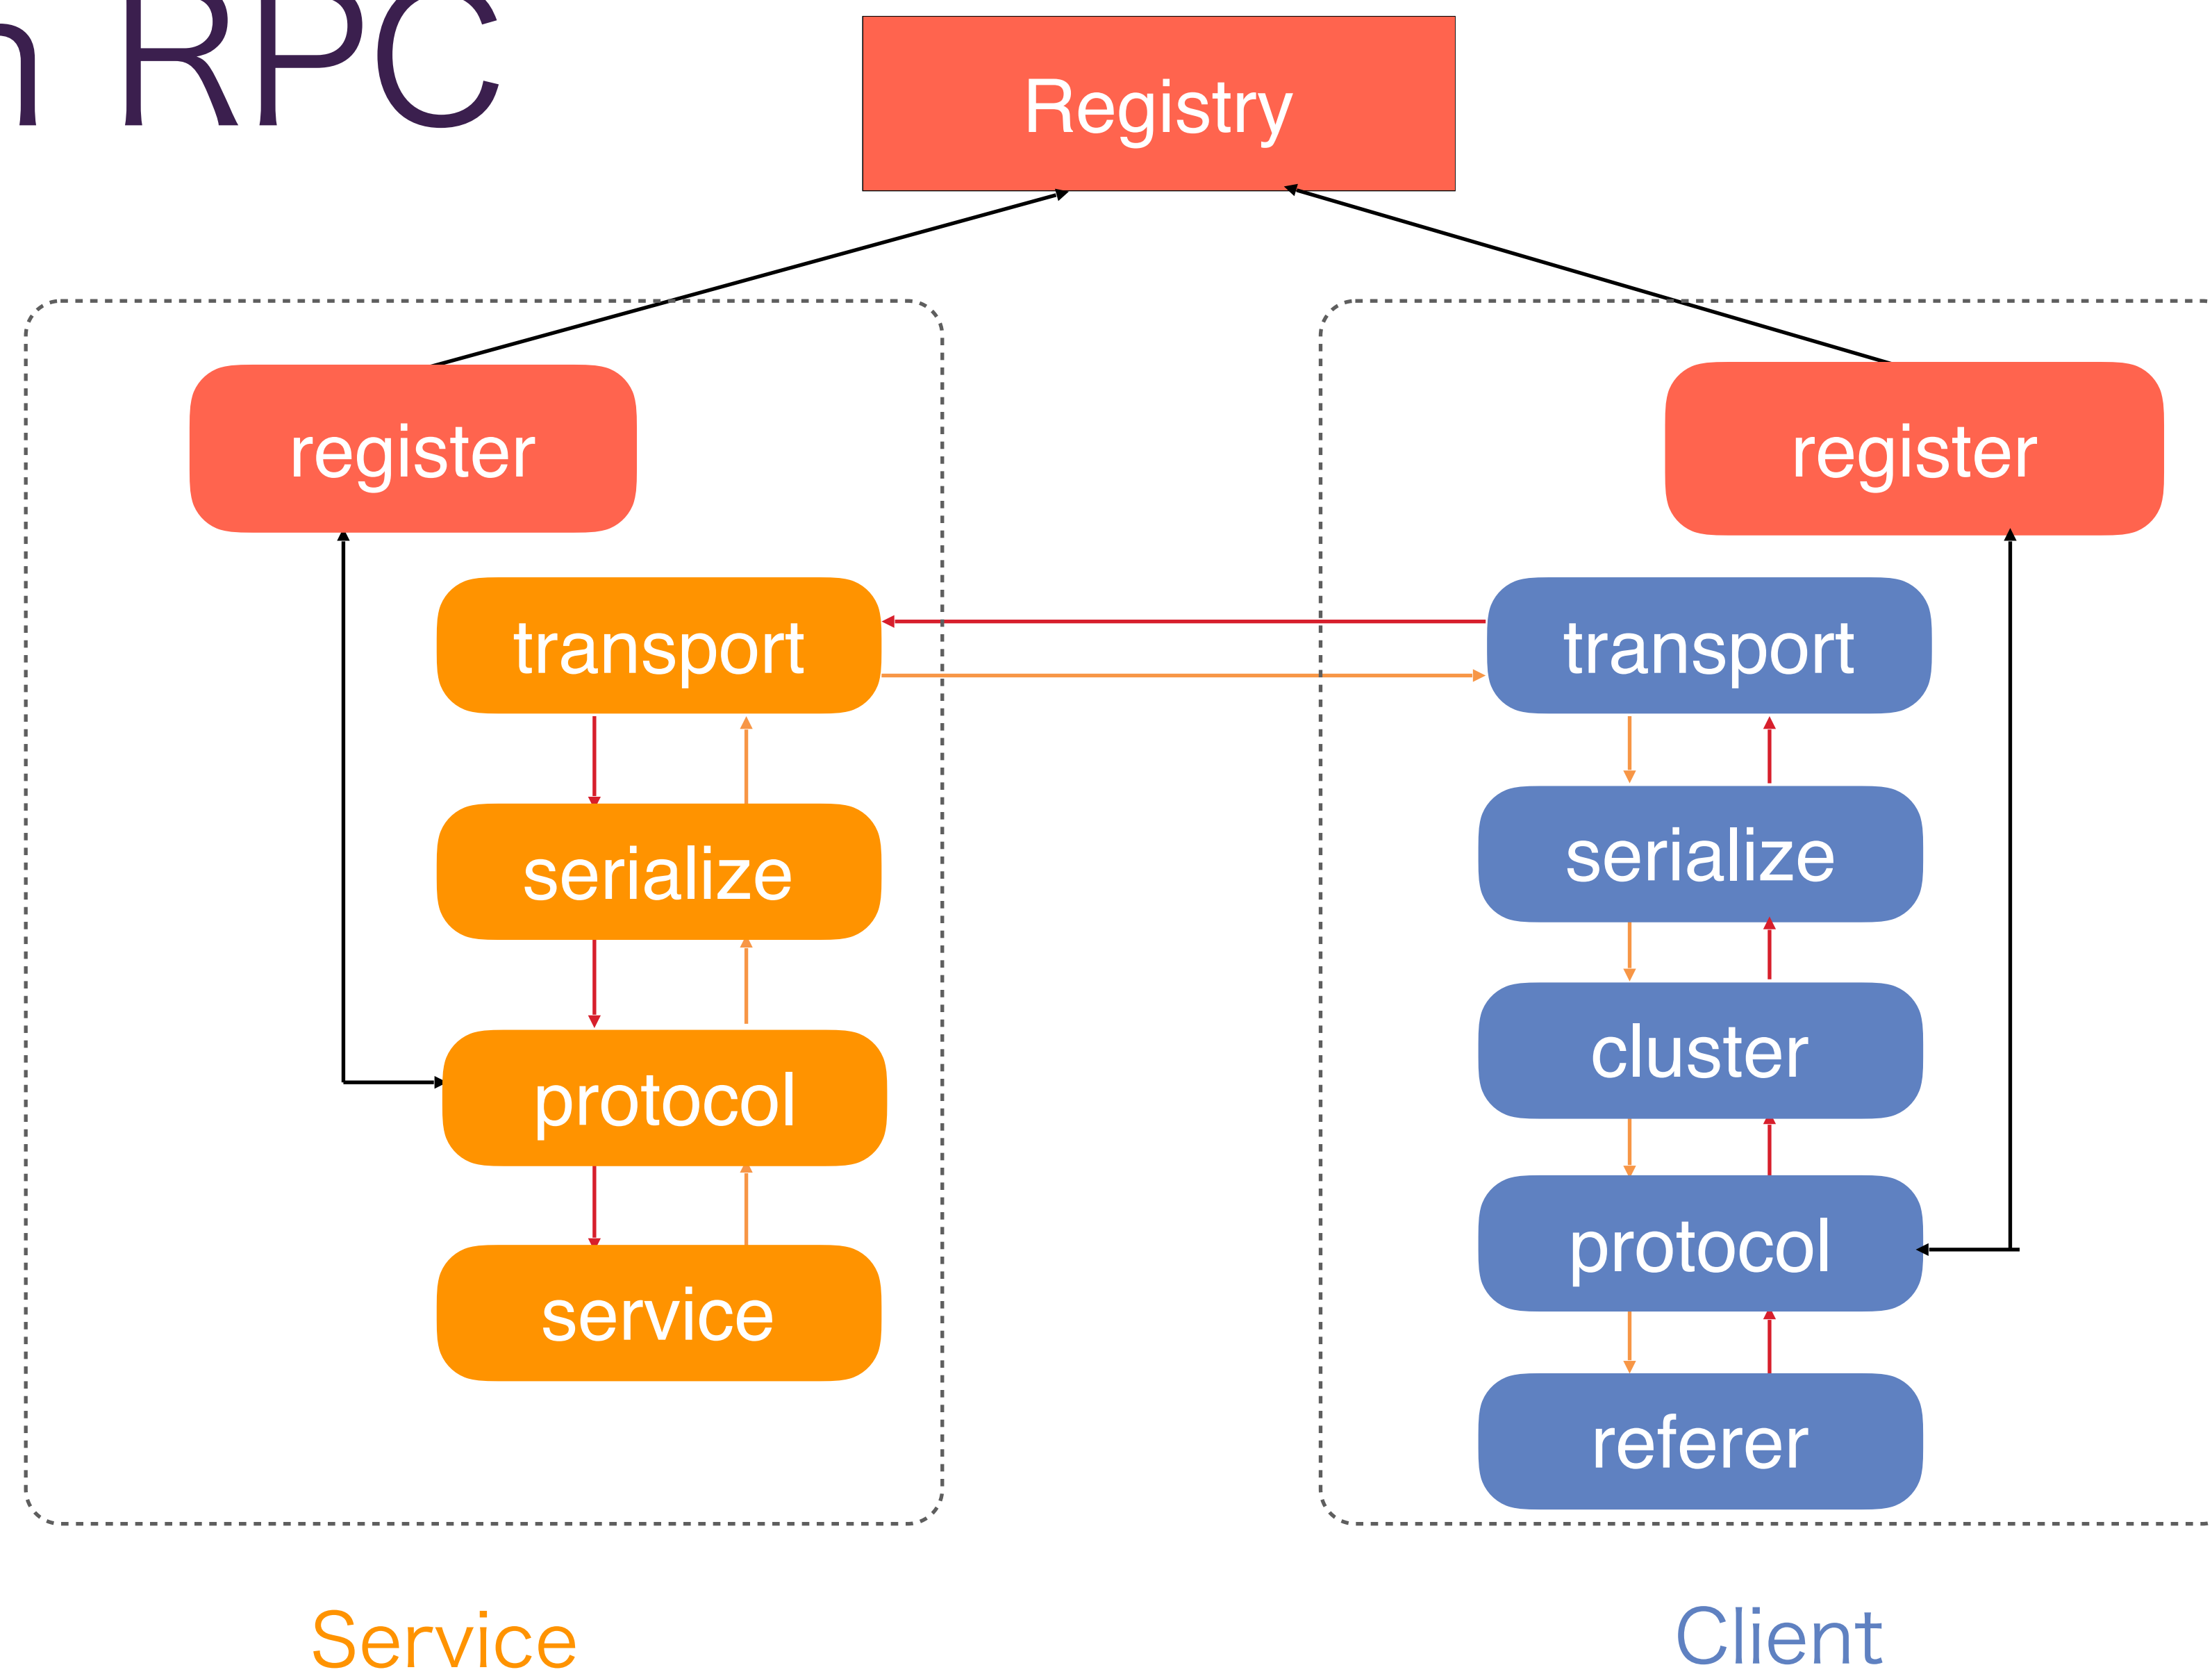 n RPC
Registry
register
transport
serialize
protocol
service
Service
register
transport
serialize
cluster
protocol
referer
Client